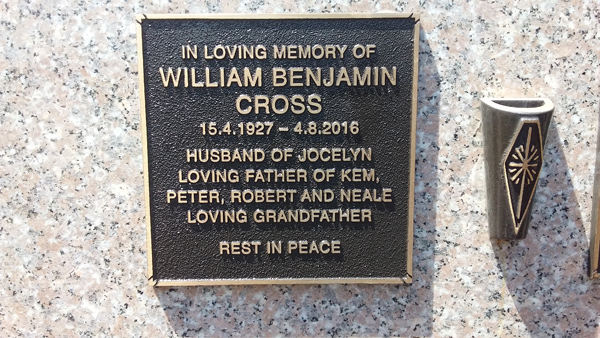 IN LOVING MEMORY OF
WILLIAM BENJAMIN
CROSS
15.4.1927 – 4.8.2016
HUSBAND OF JOCELYN
LOVING FATHER OF KEM,
PETER, ROBERT AND NEALE
LOVING GRANDFATHER
REST IN PEACE